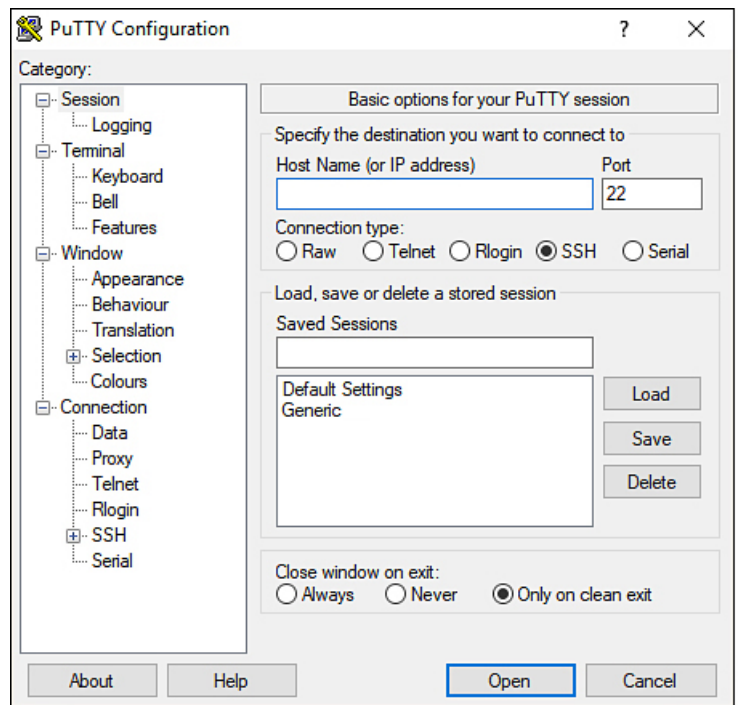 PuTTY Configuration
?
Category:
Session
Logging
Terminal
Keyboard
Bell
Features
Window
Appearance
Behaviour
Translation
Selection
Colours
Connection
Data
Proxy
Telnet
Rlogin
SSH
Serial
Basic options for your PuTTY session
Specify the destination you want to connect to
Host Name (or IP address) Port
22
Connection type:
Raw Telnet Rlogin SSH Serial
Load, save or delete a stored session
Saved Sessions
Default Settings
Generic
Load
Save
Delete
Close window on exit:
Always Never Only on clean exit
About Help Open Cancel